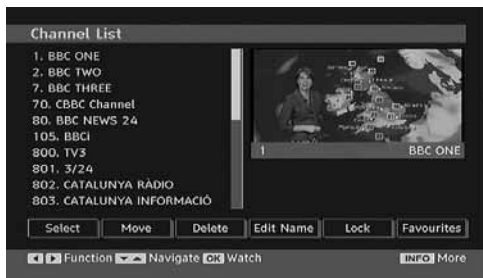 Channel List
1. BBC ONE
2. BBC TWO
7. BBC THREE
70. CBBC Channel
80. BBC NEWS 24
105. BBCi
800. TV3
801. 3/24
802. CATALUNYA RÀDIO
803. CATALUNYA INFORMACIÓ
1 BBC ONE
Select Move Delete Edit Name Lock Favourites
Function Navigate OK Watch INFO More